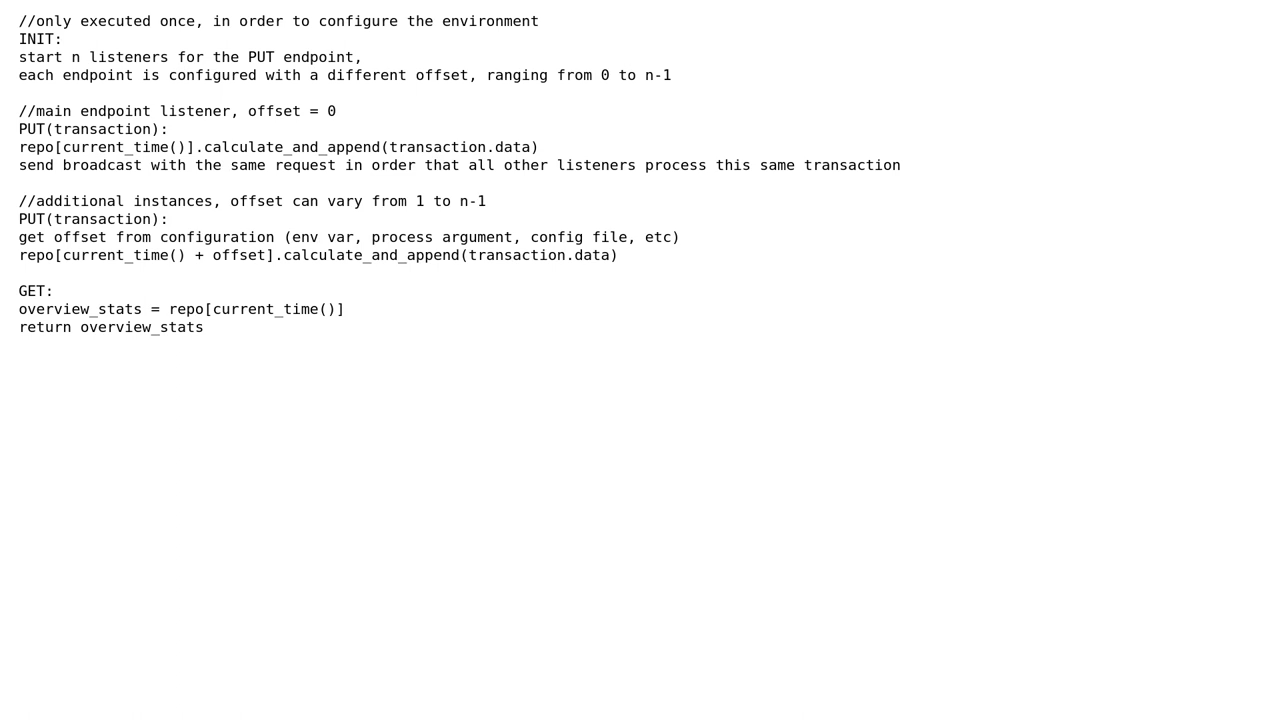 //only executed once, in order to configure the environment
INIT:
start n listeners for the PUT endpoint,
each endpoint is configured with a different offset, ranging from 0 to n-1

//main endpoint listener, offset = 0
PUT(transaction):
repo[current_time()].calculate_and_append(transaction.data)
send broadcast with the same request in order that all other listeners process this same transaction

//additional instances, offset can vary from 1 to n-1
PUT(transaction):
get offset from configuration (env var, process argument, config file, etc)
repo[current_time() + offset].calculate_and_append(transaction.data)

GET:
overview_stats = repo[current_time()]
return overview_stats